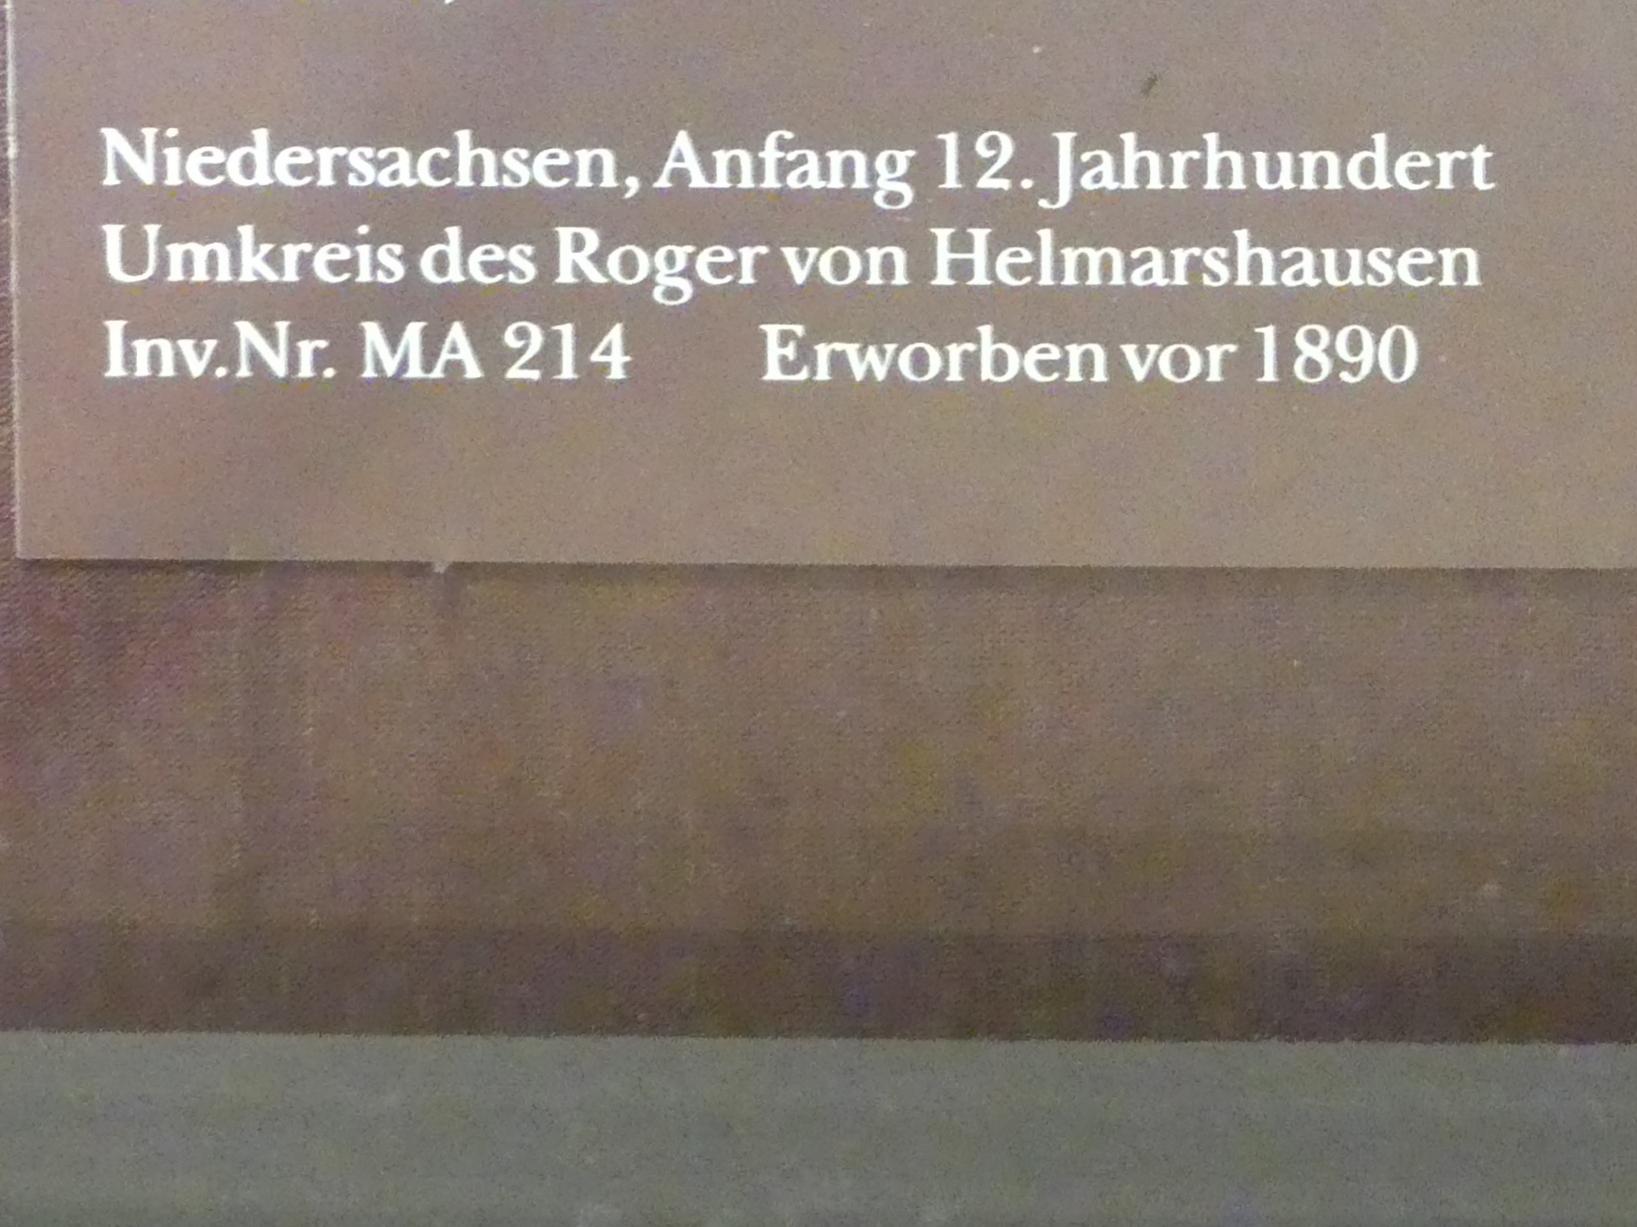 Niedersachsen, Anfang 12. Jahrhundert
Umkreis des Roger von Helmarshausen
Inv.Nr. MA 214 Erworben vor 1890